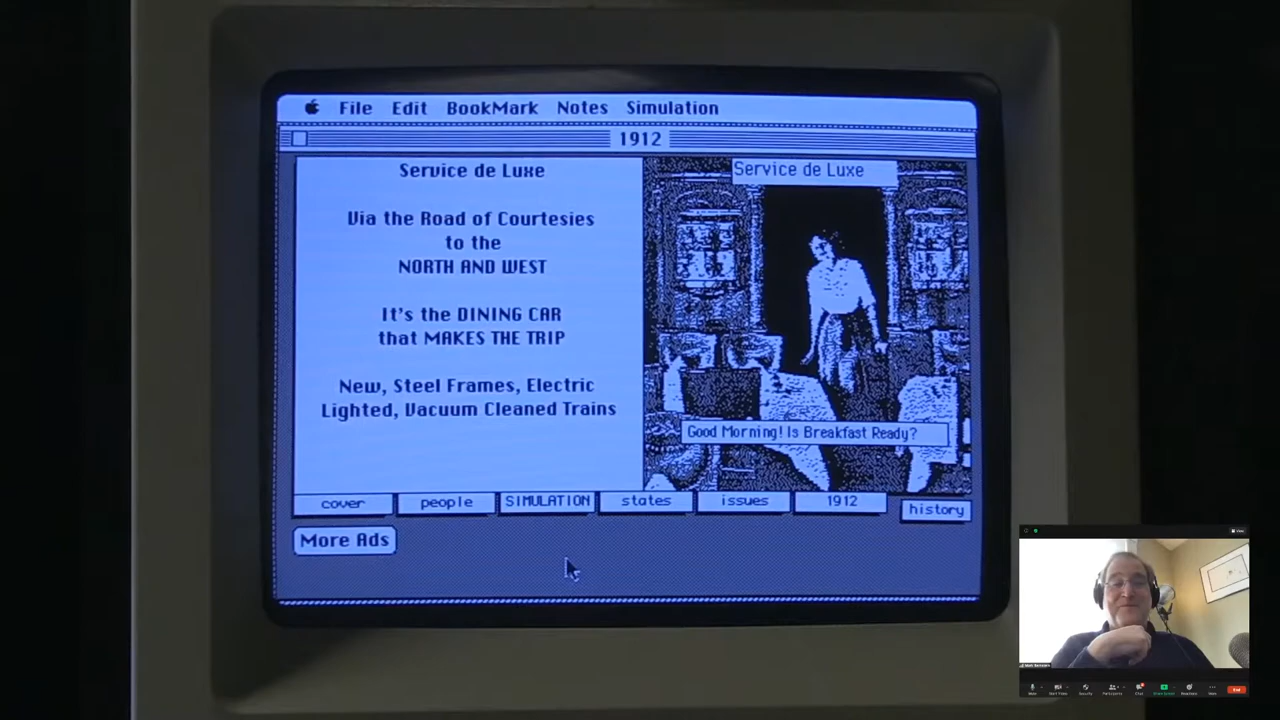 File Edit BookMark Notes Simulation
1912
Service de Luxe
Via the Road of Courtesies
to the
NORTH AND WEST
It's the DINING CAR
that MAKES THE TRIP
New, Steel Frames, Electric
Lighted, Vacuum Cleaned Trains
Service de Luxe
Good Morning! Is Breakfast Ready?
cover people SIMULATION states issues 1912 history
More Ads